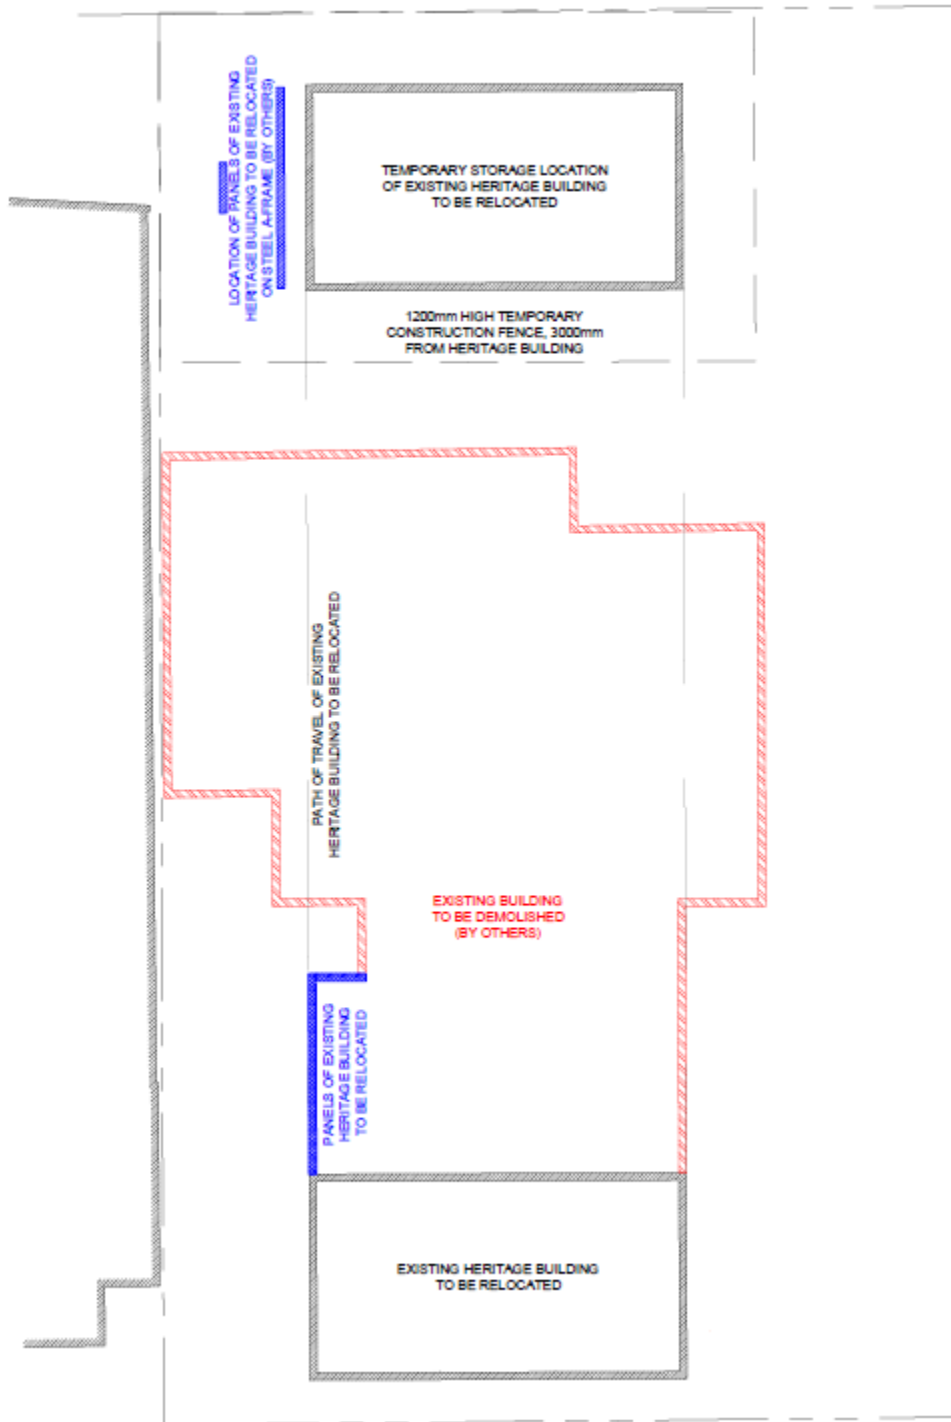 LOCATION OF PANELS OF EXISTING
HERITAGE BUILDING TO BE RELOCATED
ON STEEL A-FRAME (BY OTHERS)
TEMPORARY STORAGE LOCATION
OF EXISTING HERITAGE BUILDING
TO BE RELOCATED
1200mm HIGH TEMPORARY
CONSTRUCTION FENCE, 3000mm
FROM HERITAGE BUILDING
PATH OF TRAVEL OF EXISTING
HERITAGE BUILDING TO BE RELOCATED
EXISTING BUILDING
TO BE DEMOLISHED
(BY OTHERS)
PANELS OF EXISTING
HERITAGE BUILDING
TO BE RELOCATED
EXISTING HERITAGE BUILDING
TO BE RELOCATED